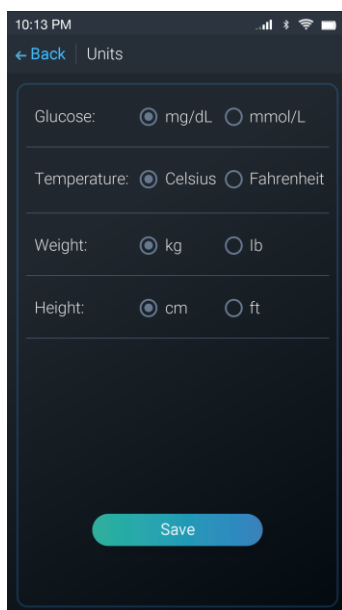 10:13 PM
← Back Units
Glucose: mg/dL mmol/L
Temperature: Celsius Fahrenheit
Weight: kg lb
Height: cm ft
Save